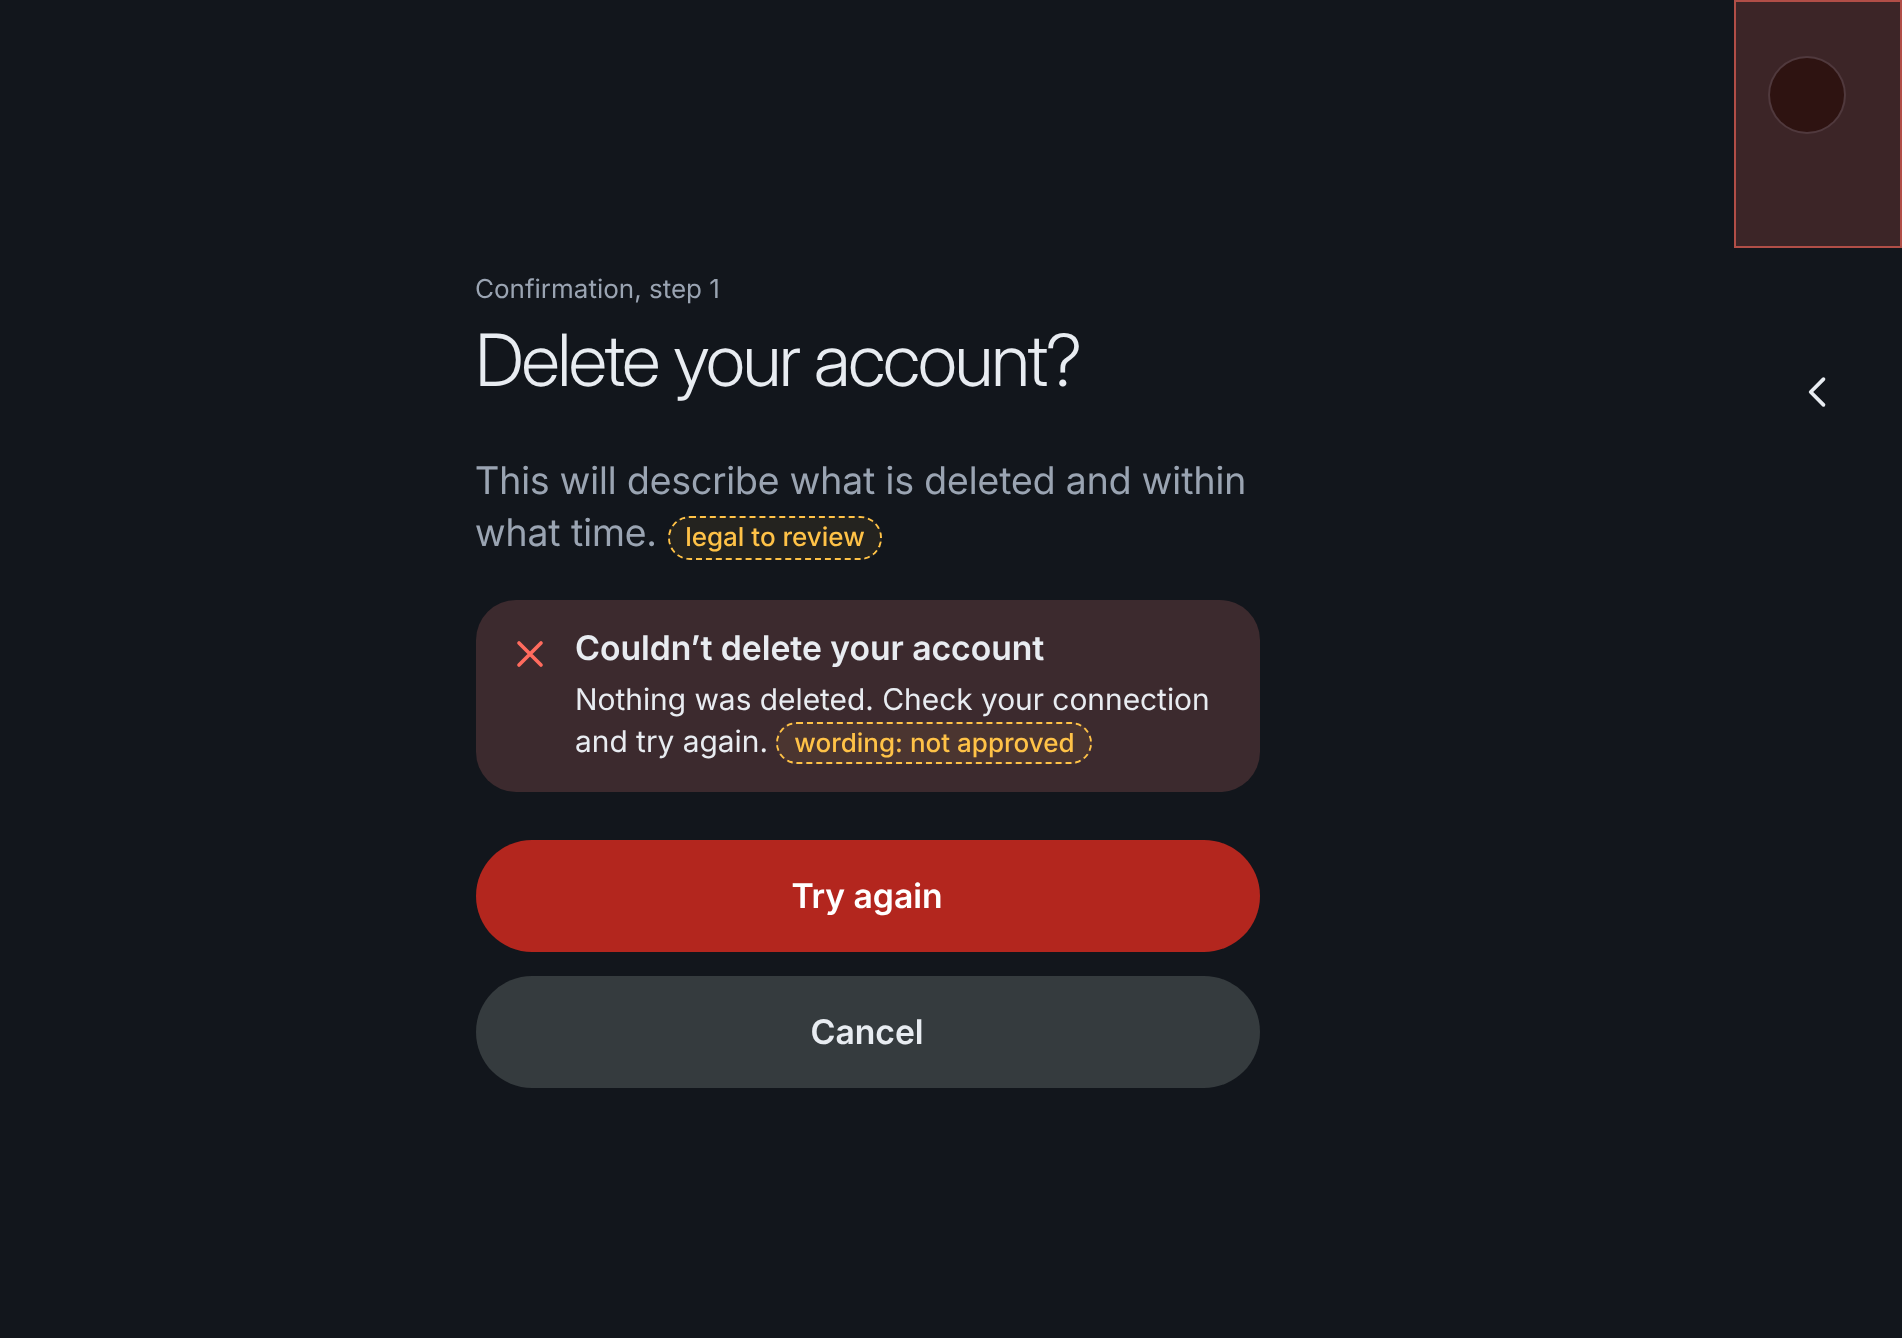 Confirmation, step 1
Delete your account?
This will describe what is deleted and within
what time. legal to review
Couldn’t delete your account
Nothing was deleted. Check your connection
and try again. wording: not approved
Try again
Cancel